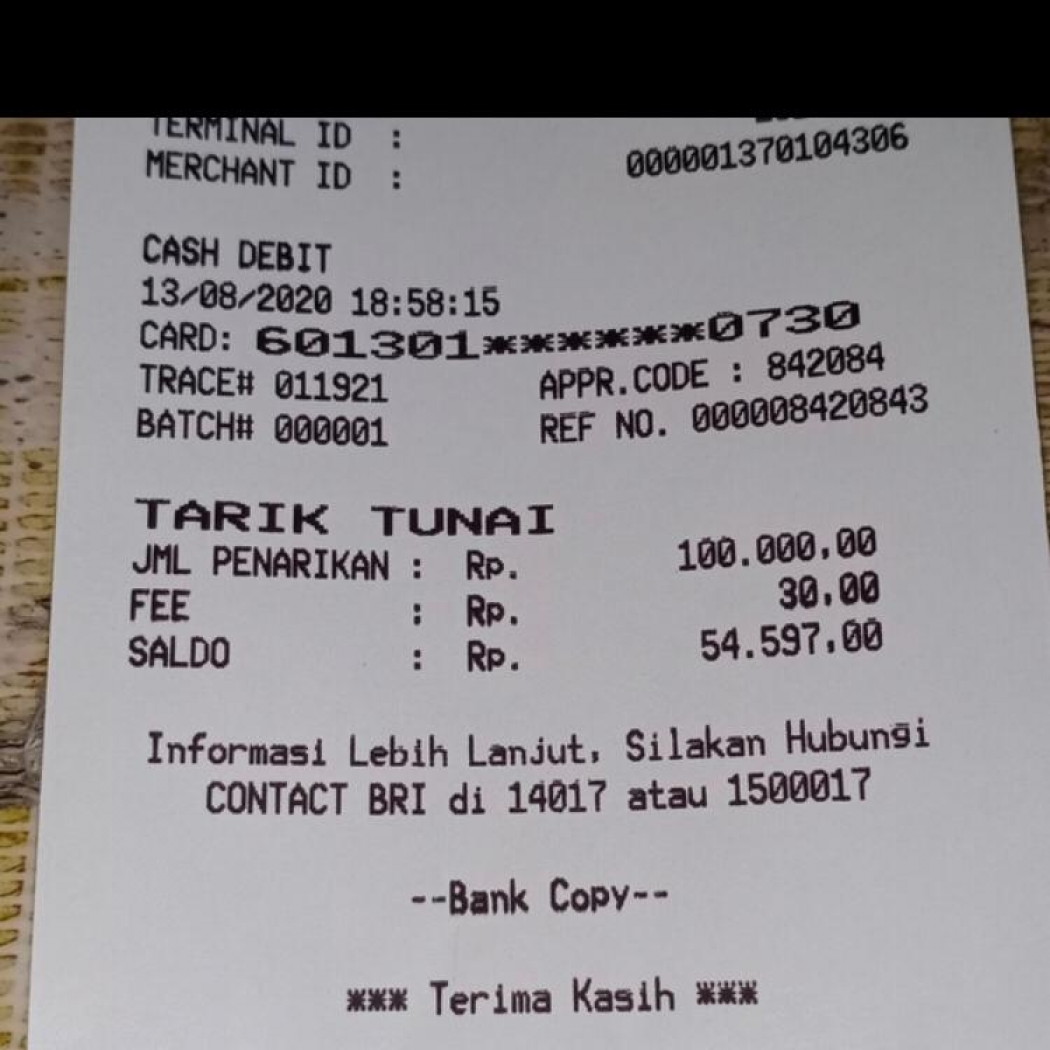 TERMINAL ID :
MERCHANT ID : 000001370104306
CASH DEBIT
13/08/2020 18:58:15
CARD: 601301******0730
TRACE# 011921 APPR.CODE : 842084
BATCH# 000001 REF NO. 000008420843
TARIK TUNAI
JML PENARIKAN : Rp. 100.000,00
FEE : Rp. 30,00
SALDO : Rp. 54.597,00
Informasi Lebih Lanjut, Silakan Hubungi
CONTACT BRI di 14017 atau 1500017
--Bank Copy--
*** Terima Kasih ***